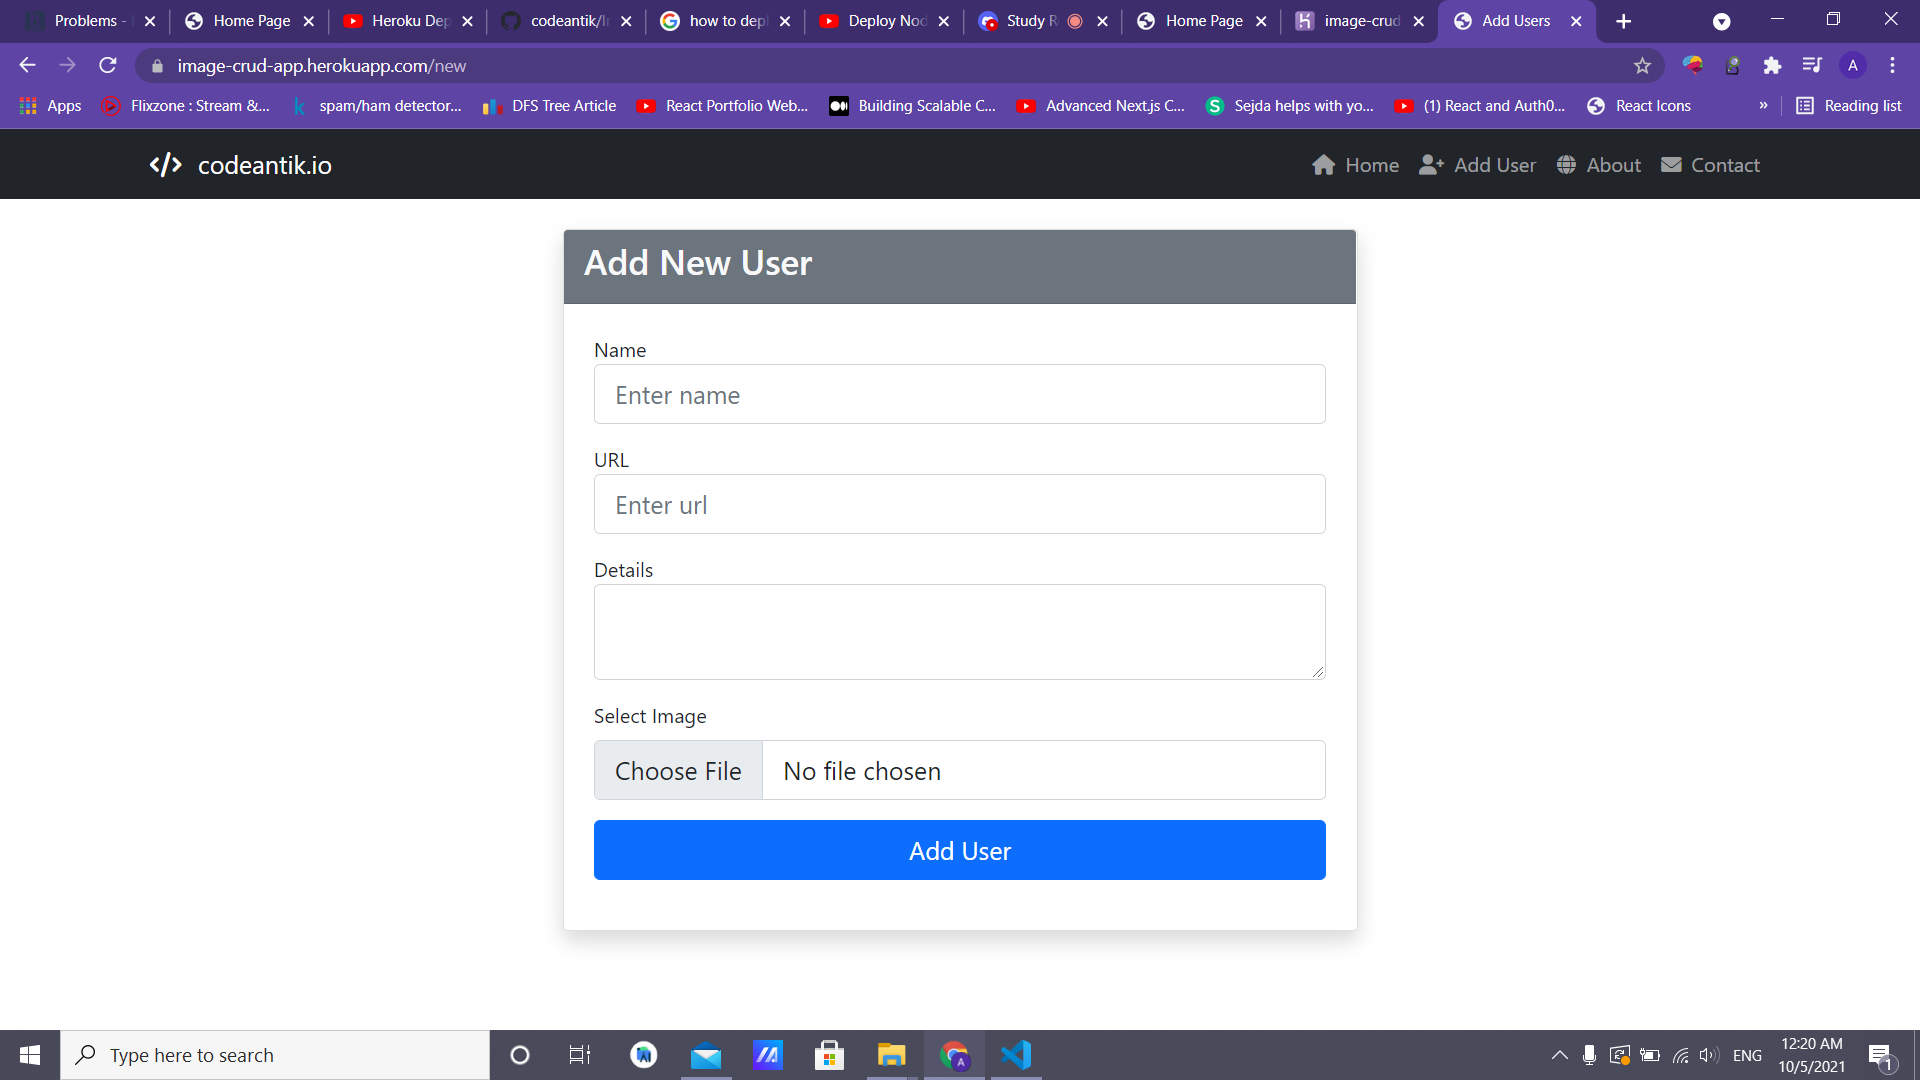 Problems -
Home Page
Heroku Dep
codeantik/Ir
how to depl
Deploy Nod
Study R
Home Page
image-crud
Add Users
image-crud-app.herokuapp.com/new
A
Apps
Flixzone : Stream &...
spam/ham detector...
DFS Tree Article
React Portfolio Web...
Building Scalable C...
Advanced Next.js C...
Sejda helps with yo...
(1) React and Auth0...
React Icons
»
Reading list
</> codeantik.io
Home
Add User
About
Contact
Add New User
Name
Enter name
URL
Enter url
Details
Select Image
Choose File No file chosen
Add User
Type here to search
ENG
12:20 AM
10/5/2021
1